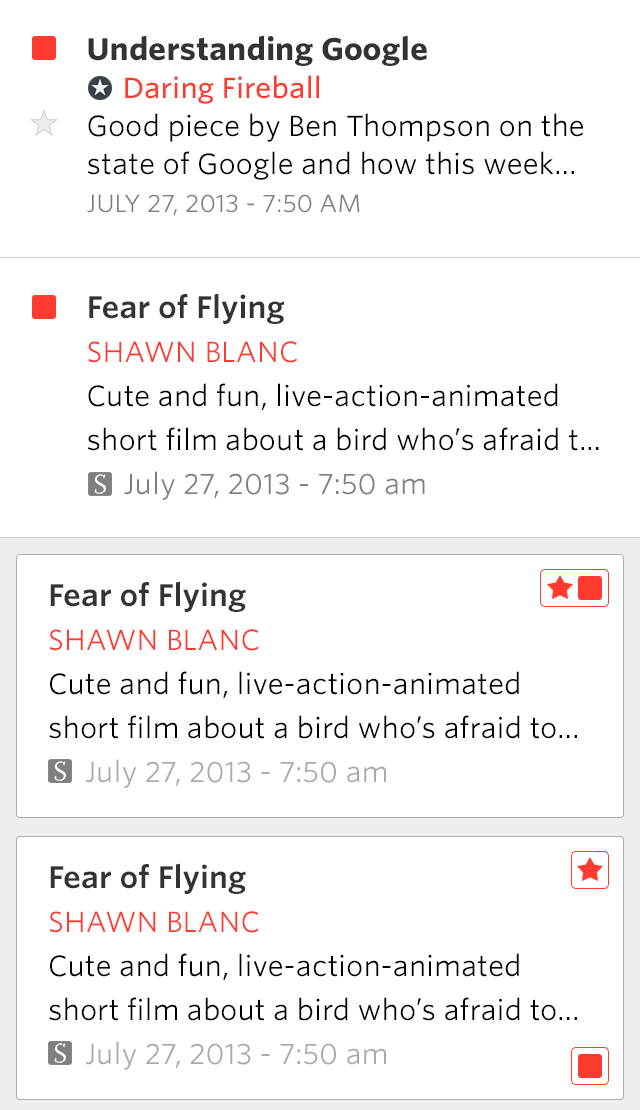 Understanding Google
Daring Fireball
Good piece by Ben Thompson on the
state of Google and how this week...
JULY 27, 2013 - 7:50 AM
Fear of Flying
SHAWN BLANC
Cute and fun, live-action-animated
short film about a bird who’s afraid t...
S July 27, 2013 - 7:50 am
Fear of Flying
SHAWN BLANC
Cute and fun, live-action-animated
short film about a bird who’s afraid to...
S July 27, 2013 - 7:50 am
Fear of Flying
SHAWN BLANC
Cute and fun, live-action-animated
short film about a bird who’s afraid to...
S July 27, 2013 - 7:50 am